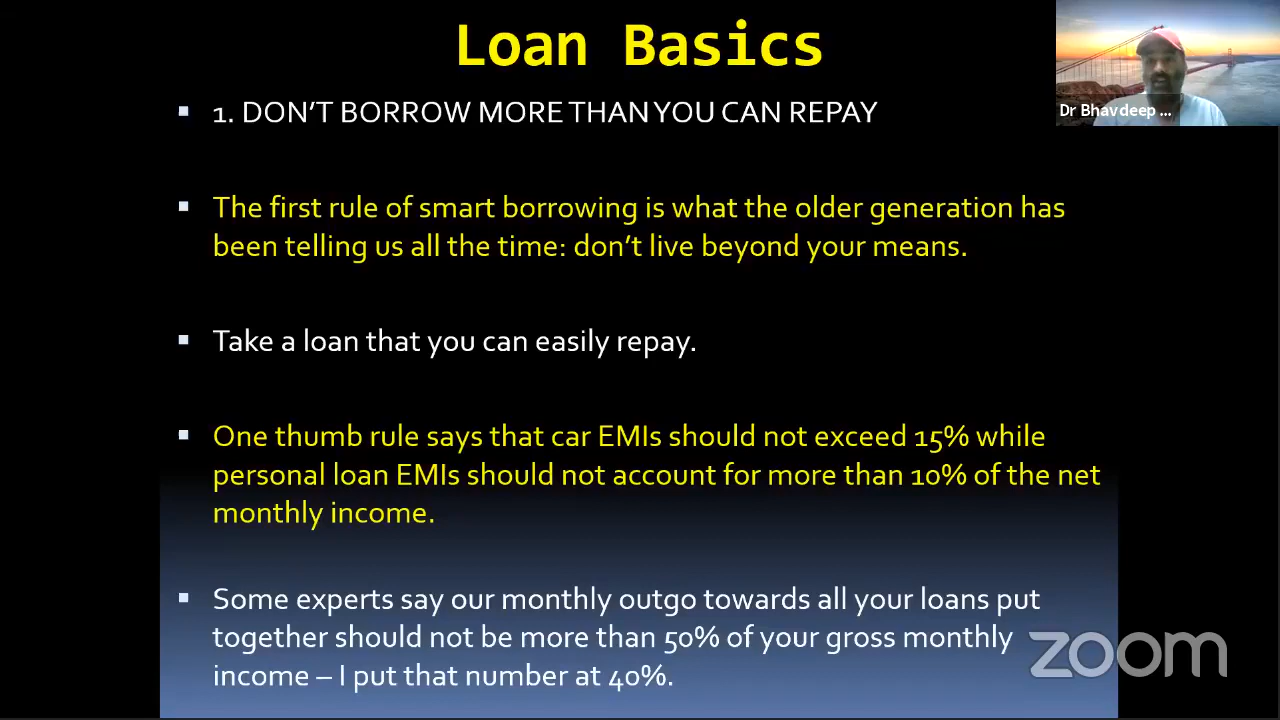 Loan Basics
1. DON'T BORROW MORE THAN YOU CAN REPAY
Dr Bhavdeep ...
The first rule of smart borrowing is what the older generation has
been telling us all the time: don't live beyond your means.
Take a loan that you can easily repay.
One thumb rule says that car EMIs should not exceed 15% while
personal loan EMIs should not account for more than 10% of the net
monthly income.
Some experts say our monthly outgo towards all your loans put
together should not be more than 50% of your gross monthly
income – I put that number at 40%.
zoom